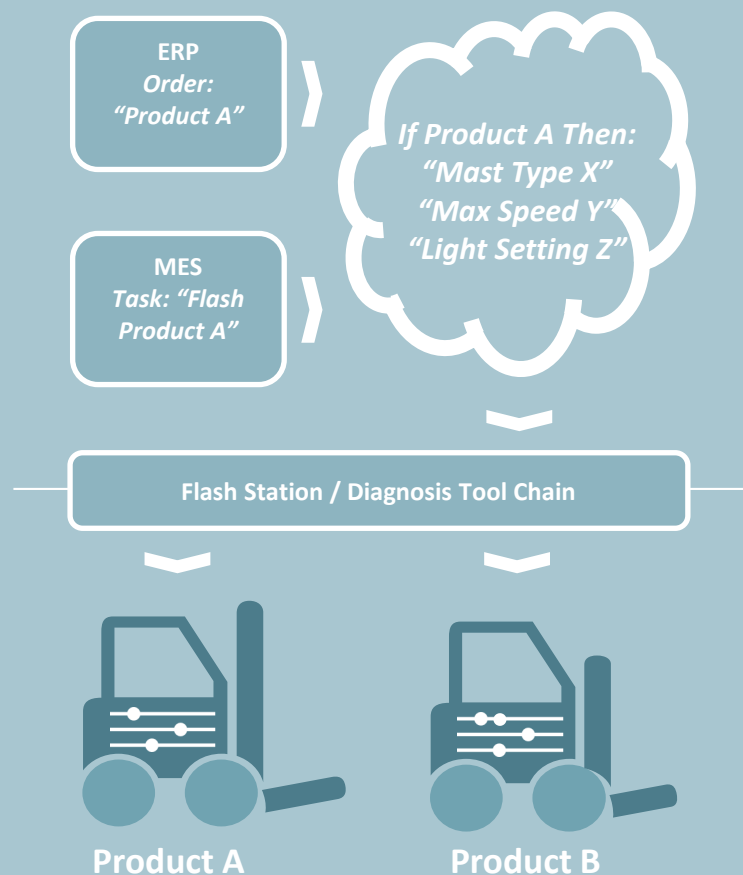 ERP
Order:
“Product A”
If Product A Then:
“Mast Type X”
“Max Speed Y”
“Light Setting Z”
MES
Task: “Flash
Product A”
Flash Station / Diagnosis Tool Chain
Product A
Product B